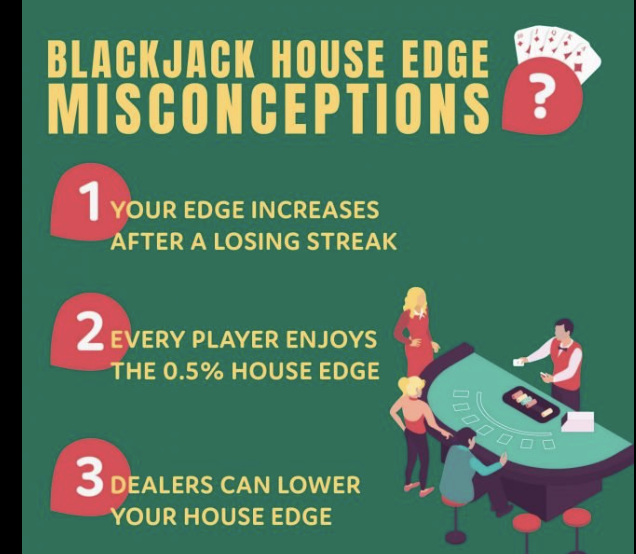 BLACKJACK HOUSE EDGE
MISCONCEPTIONS
?
1 YOUR EDGE INCREASES
AFTER A LOSING STREAK
2 EVERY PLAYER ENJOYS
THE 0.5% HOUSE EDGE
3 DEALERS CAN LOWER
YOUR HOUSE EDGE